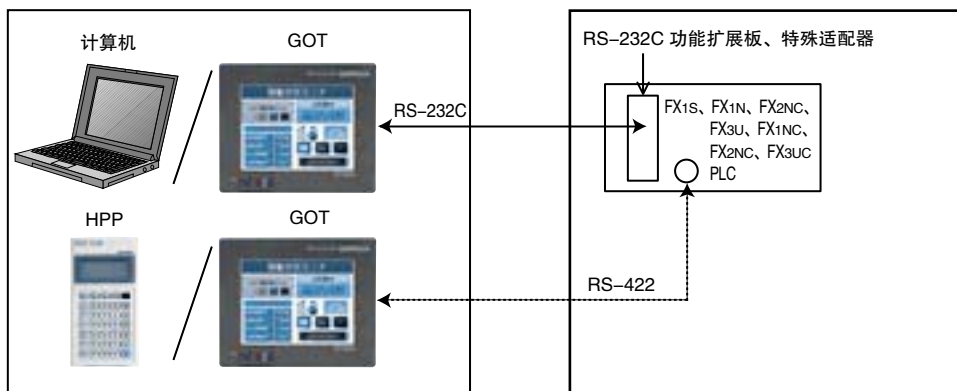 计算机
GOT
RS-232C
HPP
GOT
RS-422
RS-232C 功能扩展板、特殊适配器
FX1S、FX1N、FX2NC、
FX3U、FX1NC、
FX2NC、FX3UC
PLC